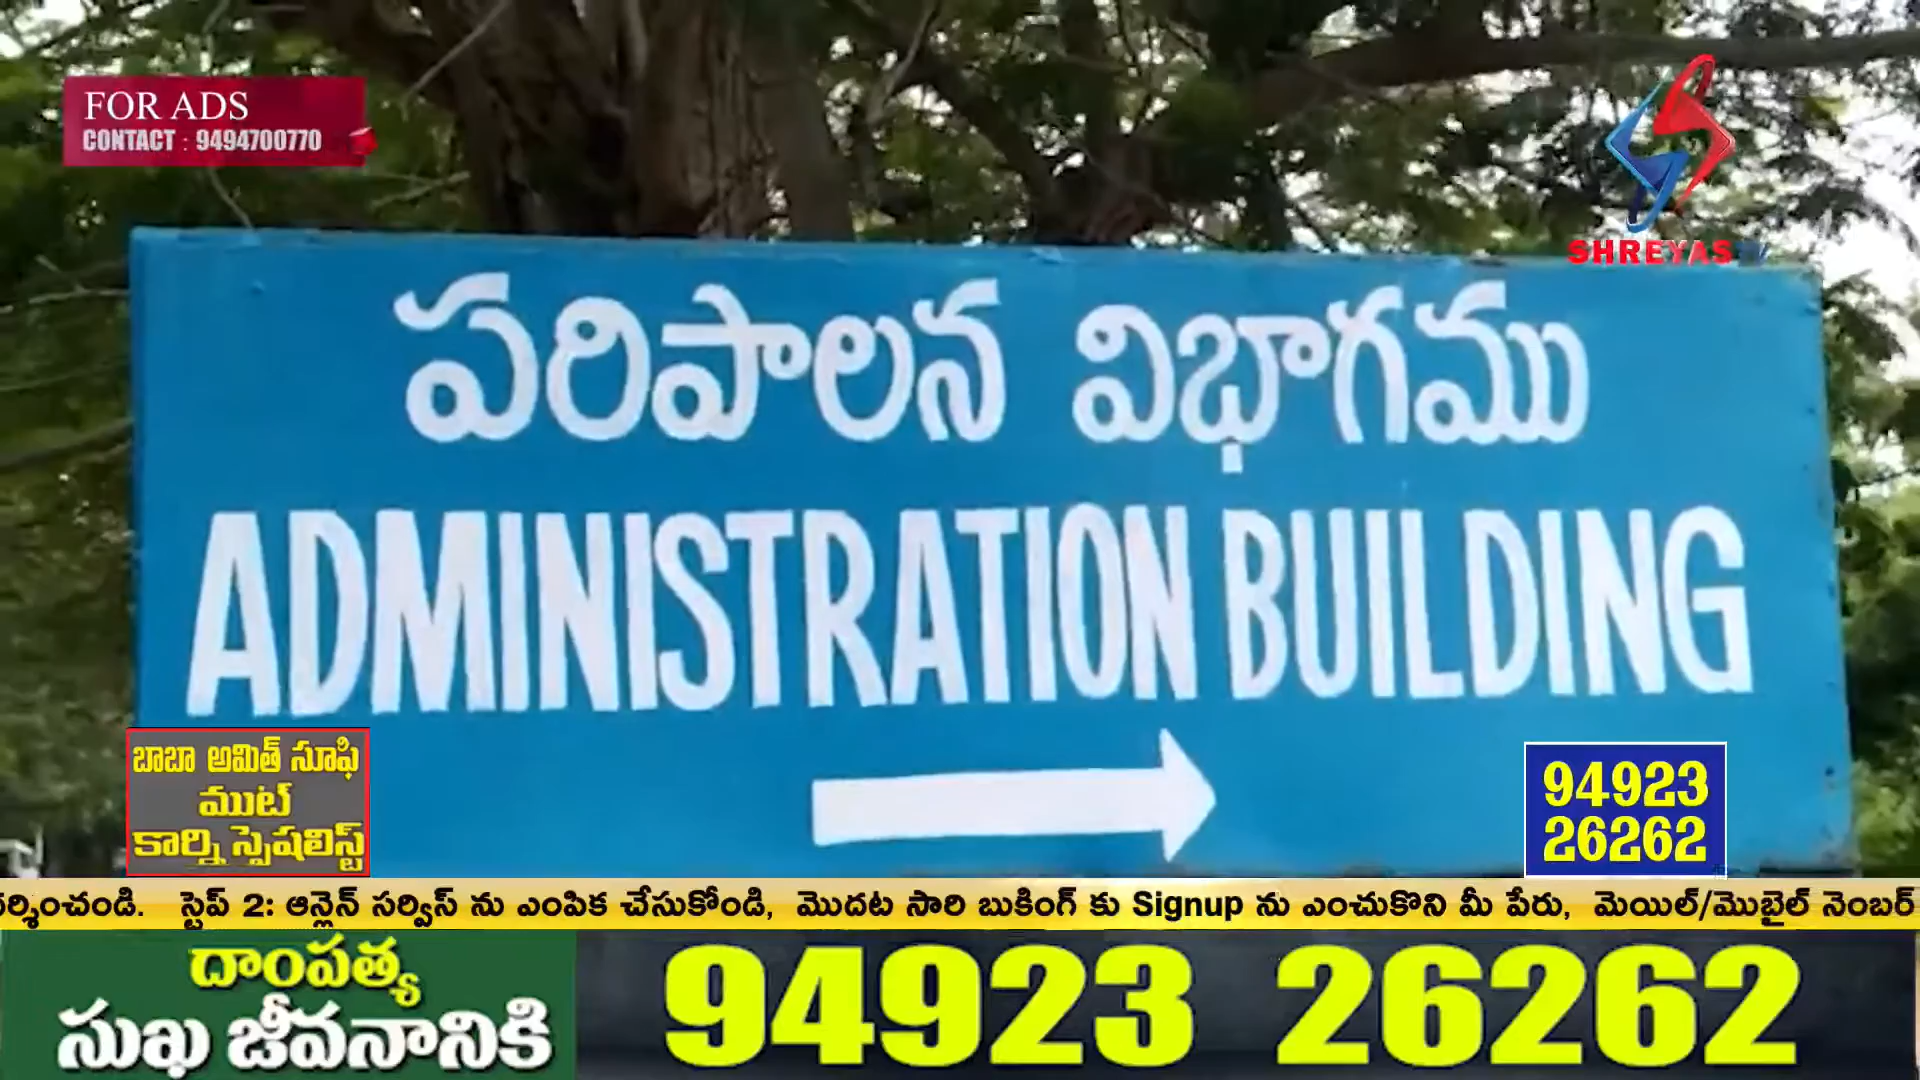 FOR ADS
CONTACT : 9494700770
SHREYAS TV
పరిపాలన విభాగము
ADMINISTRATION BUILDING
బాబా అమిత్ సూఫి
ముట్
కార్ని స్పెషలిస్ట్
94923
26262
స్టెప్ 2: ఆన్లైన్ సర్విస్ ను ఎంపిక చేసుకోండి, మొదట సారి బుకింగ్ కు Signup ను ఎంచుకొని మీ పేరు, మెయిల్/మొబైల్ నెంబర్
దాంపత్య
సుఖ జీవనానికి
94923 26262